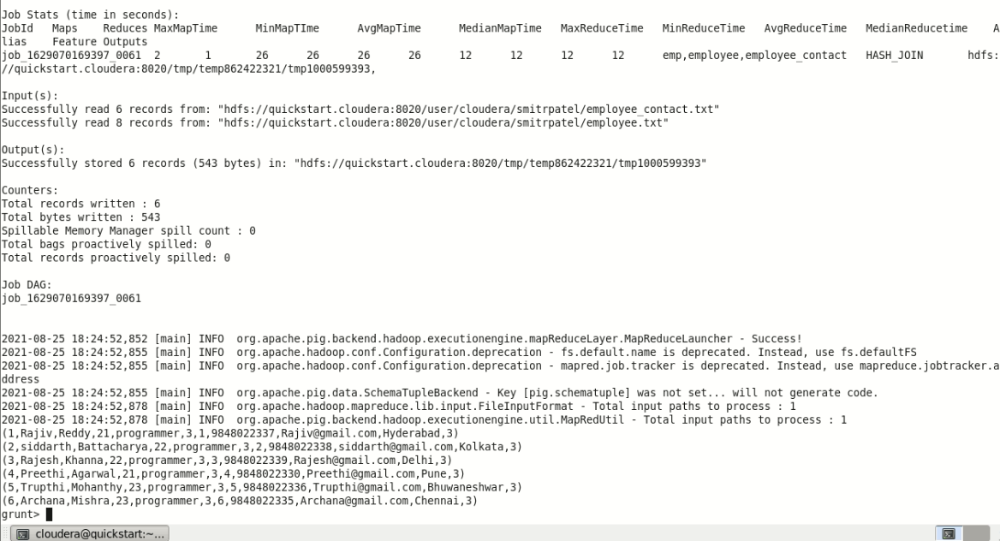 Job Stats (time in seconds):
JobId   Maps    Reduces MaxMapTime      MinMapTIme      AvgMapTime      MedianMapTime   MaxReduceTime   MinReduceTime   AvgReduceTime   MedianReducetime    A
lias    Feature Outputs
job_1629070169397_0061  2       1       26      26      26      26      12      12      12      12      emp,employee,employee_contact   HASH_JOIN       hdfs:
//quickstart.cloudera:8020/tmp/temp862422321/tmp1000599393,
Input(s):
Successfully read 6 records from: "hdfs://quickstart.cloudera:8020/user/cloudera/smitrpatel/employee_contact.txt"
Successfully read 8 records from: "hdfs://quickstart.cloudera:8020/user/cloudera/smitrpatel/employee.txt"
Output(s):
Successfully stored 6 records (543 bytes) in: "hdfs://quickstart.cloudera:8020/tmp/temp862422321/tmp1000599393"
Counters:
Total records written : 6
Total bytes written : 543
Spillable Memory Manager spill count : 0
Total bags proactively spilled: 0
Total records proactively spilled: 0
Job DAG:
job_1629070169397_0061
2021-08-25 18:24:52,852 [main] INFO  org.apache.pig.backend.hadoop.executionengine.mapReduceLayer.MapReduceLauncher - Success!
2021-08-25 18:24:52,855 [main] INFO  org.apache.hadoop.conf.Configuration.deprecation - fs.default.name is deprecated. Instead, use fs.defaultFS
2021-08-25 18:24:52,855 [main] INFO  org.apache.hadoop.conf.Configuration.deprecation - mapred.job.tracker is deprecated. Instead, use mapreduce.jobtracker.a
ddress
2021-08-25 18:24:52,855 [main] INFO  org.apache.pig.data.SchemaTupleBackend - Key [pig.schematuple] was not set... will not generate code.
2021-08-25 18:24:52,878 [main] INFO  org.apache.hadoop.mapreduce.lib.input.FileInputFormat - Total input paths to process : 1
2021-08-25 18:24:52,878 [main] INFO  org.apache.pig.backend.hadoop.executionengine.util.MapRedUtil - Total input paths to process : 1
(1,Rajiv,Reddy,21,programmer,3,1,9848022337,Rajiv@gmail.com,Hyderabad,3)
(2,siddarth,Battacharya,22,programmer,3,2,9848022338,siddarth@gmail.com,Kolkata,3)
(3,Rajesh,Khanna,22,programmer,3,3,9848022339,Rajesh@gmail.com,Delhi,3)
(4,Preethi,Agarwal,21,programmer,3,4,9848022330,Preethi@gmail.com,Pune,3)
(5,Trupthi,Mohanthy,23,programmer,3,5,9848022336,Trupthi@gmail.com,Bhuwaneshwar,3)
(6,Archana,Mishra,23,programmer,3,6,9848022335,Archana@gmail.com,Chennai,3)
grunt>
cloudera@quickstart:~...